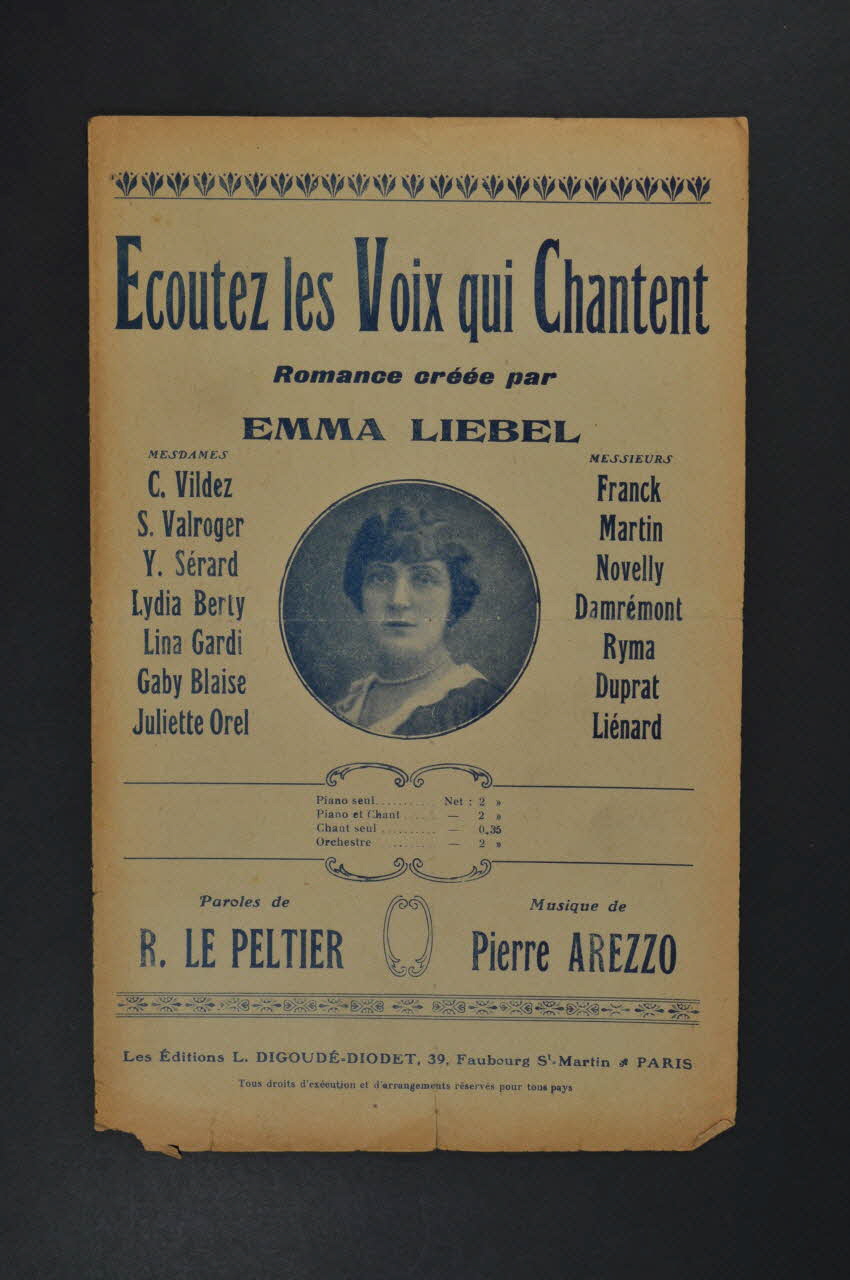 Ecoutez les Voix qui Chantent
Romance créée par
EMMA LIEBEL
MESDAMES
C. Vildez
S. Valroger
Y. Sérard
Lydia Berty
Lina Gardi
Gaby Blaise
Juliette Orel
MESSIEURS
Franck
Martin
Novelly
Damrémont
Ryma
Duprat
Liénard
Piano seul.......... Net : 2 »
Piano et Chant ...... — 2 »
Chant seul .......... — 0.35
Orchestre .......... — 2 »
Paroles de
R. LE PELTIER
Musique de
Pierre AREZZO
Les Éditions L. DIGOUDÉ-DIODET, 39, Faubourg St-Martin PARIS
Tous droits d'exécution et d'arrangements réservés pour tous pays